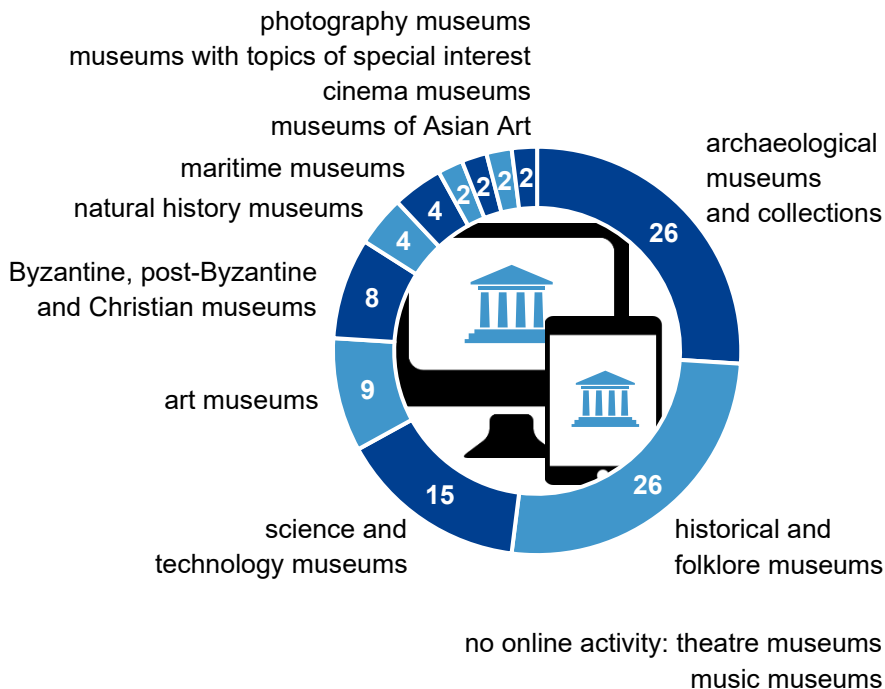 photography museums
museums with topics of special interest
cinema museums
museums of Asian Art
maritime museums
natural history museums
Byzantine, post-Byzantine
and Christian museums
art museums
science and
technology museums
archaeological
museums
and collections
historical and
folklore museums
26
26
15
9
8
4
4
2
2
2
2
no online activity: theatre museums
music museums